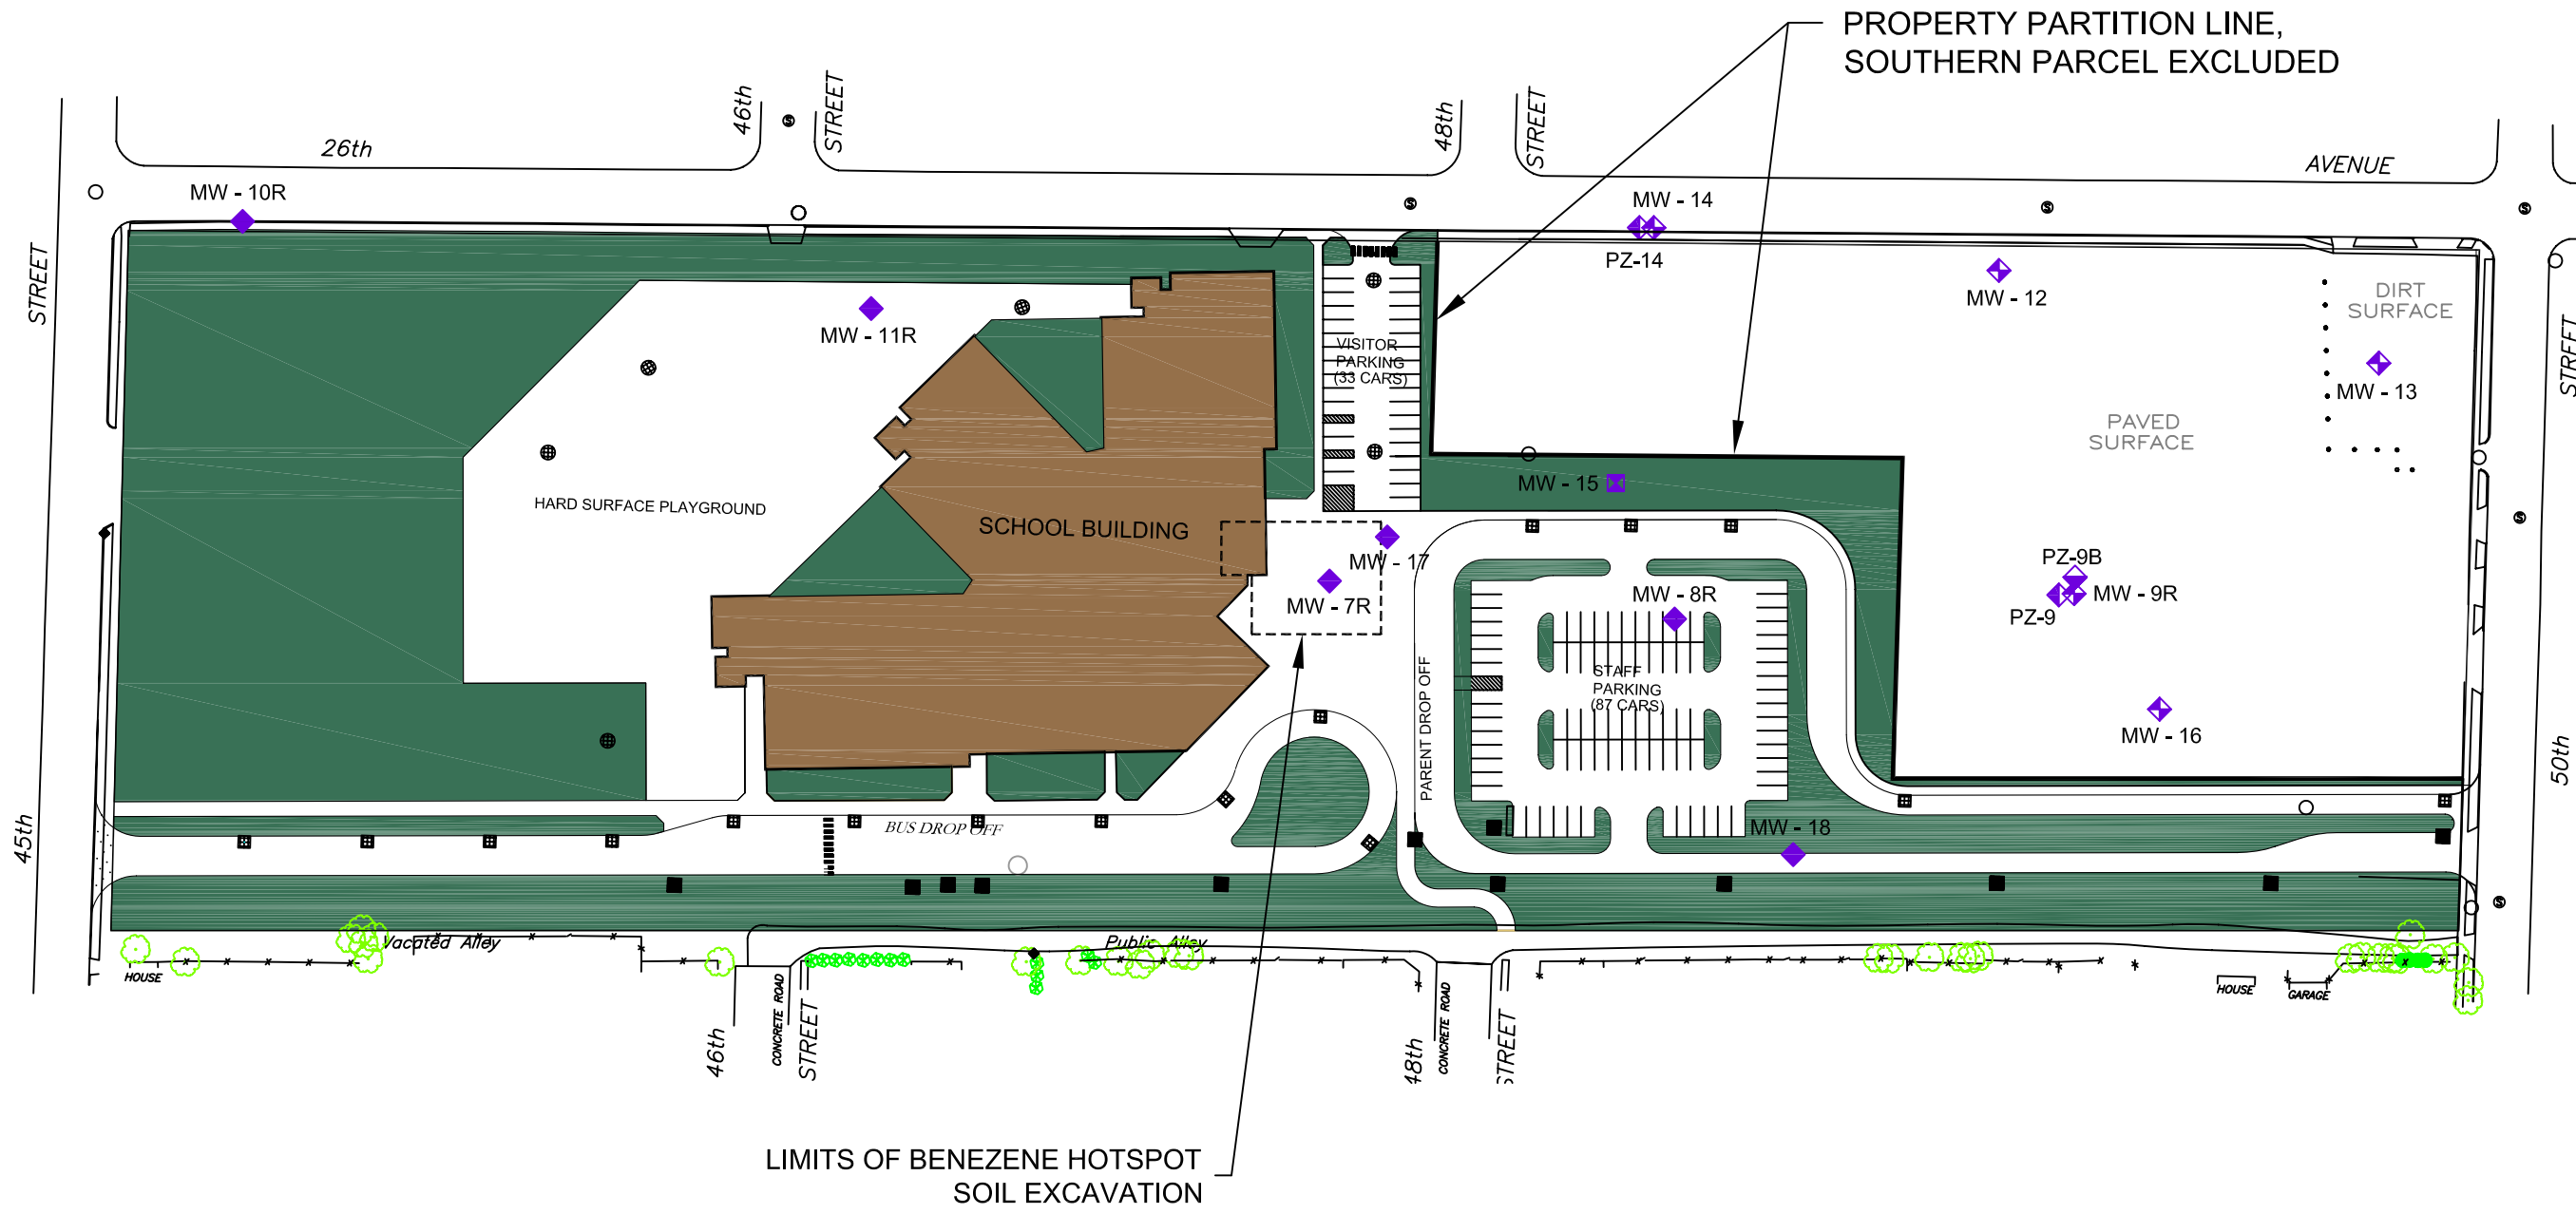 PROPERTY PARTITION LINE,
SOUTHERN PARCEL EXCLUDED
46th
STREET
48th
STREET
26th
AVENUE
MW - 10R
MW - 14
PZ-14
STREET
MW - 12
DIRT
SURFACE
MW - 11R
VISITOR
PARKING
(33 CARS)
STREET
MW - 13
PAVED
SURFACE
HARD SURFACE PLAYGROUND
MW - 15
SCHOOL BUILDING
MW - 17
PZ-9B
MW - 7R
MW - 8R
MW - 9R
PZ-9
STAFF
PARKING
(87 CARS)
PARENT DROP OFF
MW - 16
50th
45th
BUS DROP OFF
MW - 18
Vacated Alley
Public Alley
HOUSE
HOUSE
GARAGE
46th
CONCRETE ROAD
STREET
48th
CONCRETE ROAD
STREET
LIMITS OF BENEZENE HOTSPOT
SOIL EXCAVATION